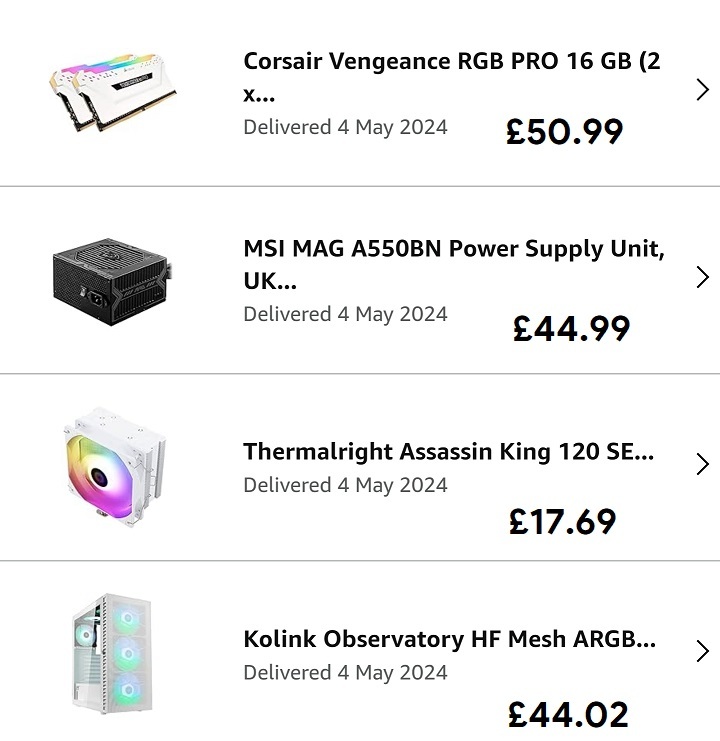 Corsair Vengeance RGB PRO 16 GB (2
x...
Delivered 4 May 2024
£50.99
MSI MAG A550BN Power Supply Unit,
UK...
Delivered 4 May 2024
£44.99
Thermalright Assassin King 120 SE...
Delivered 4 May 2024
£17.69
Kolink Observatory HF Mesh ARGB...
Delivered 4 May 2024
£44.02